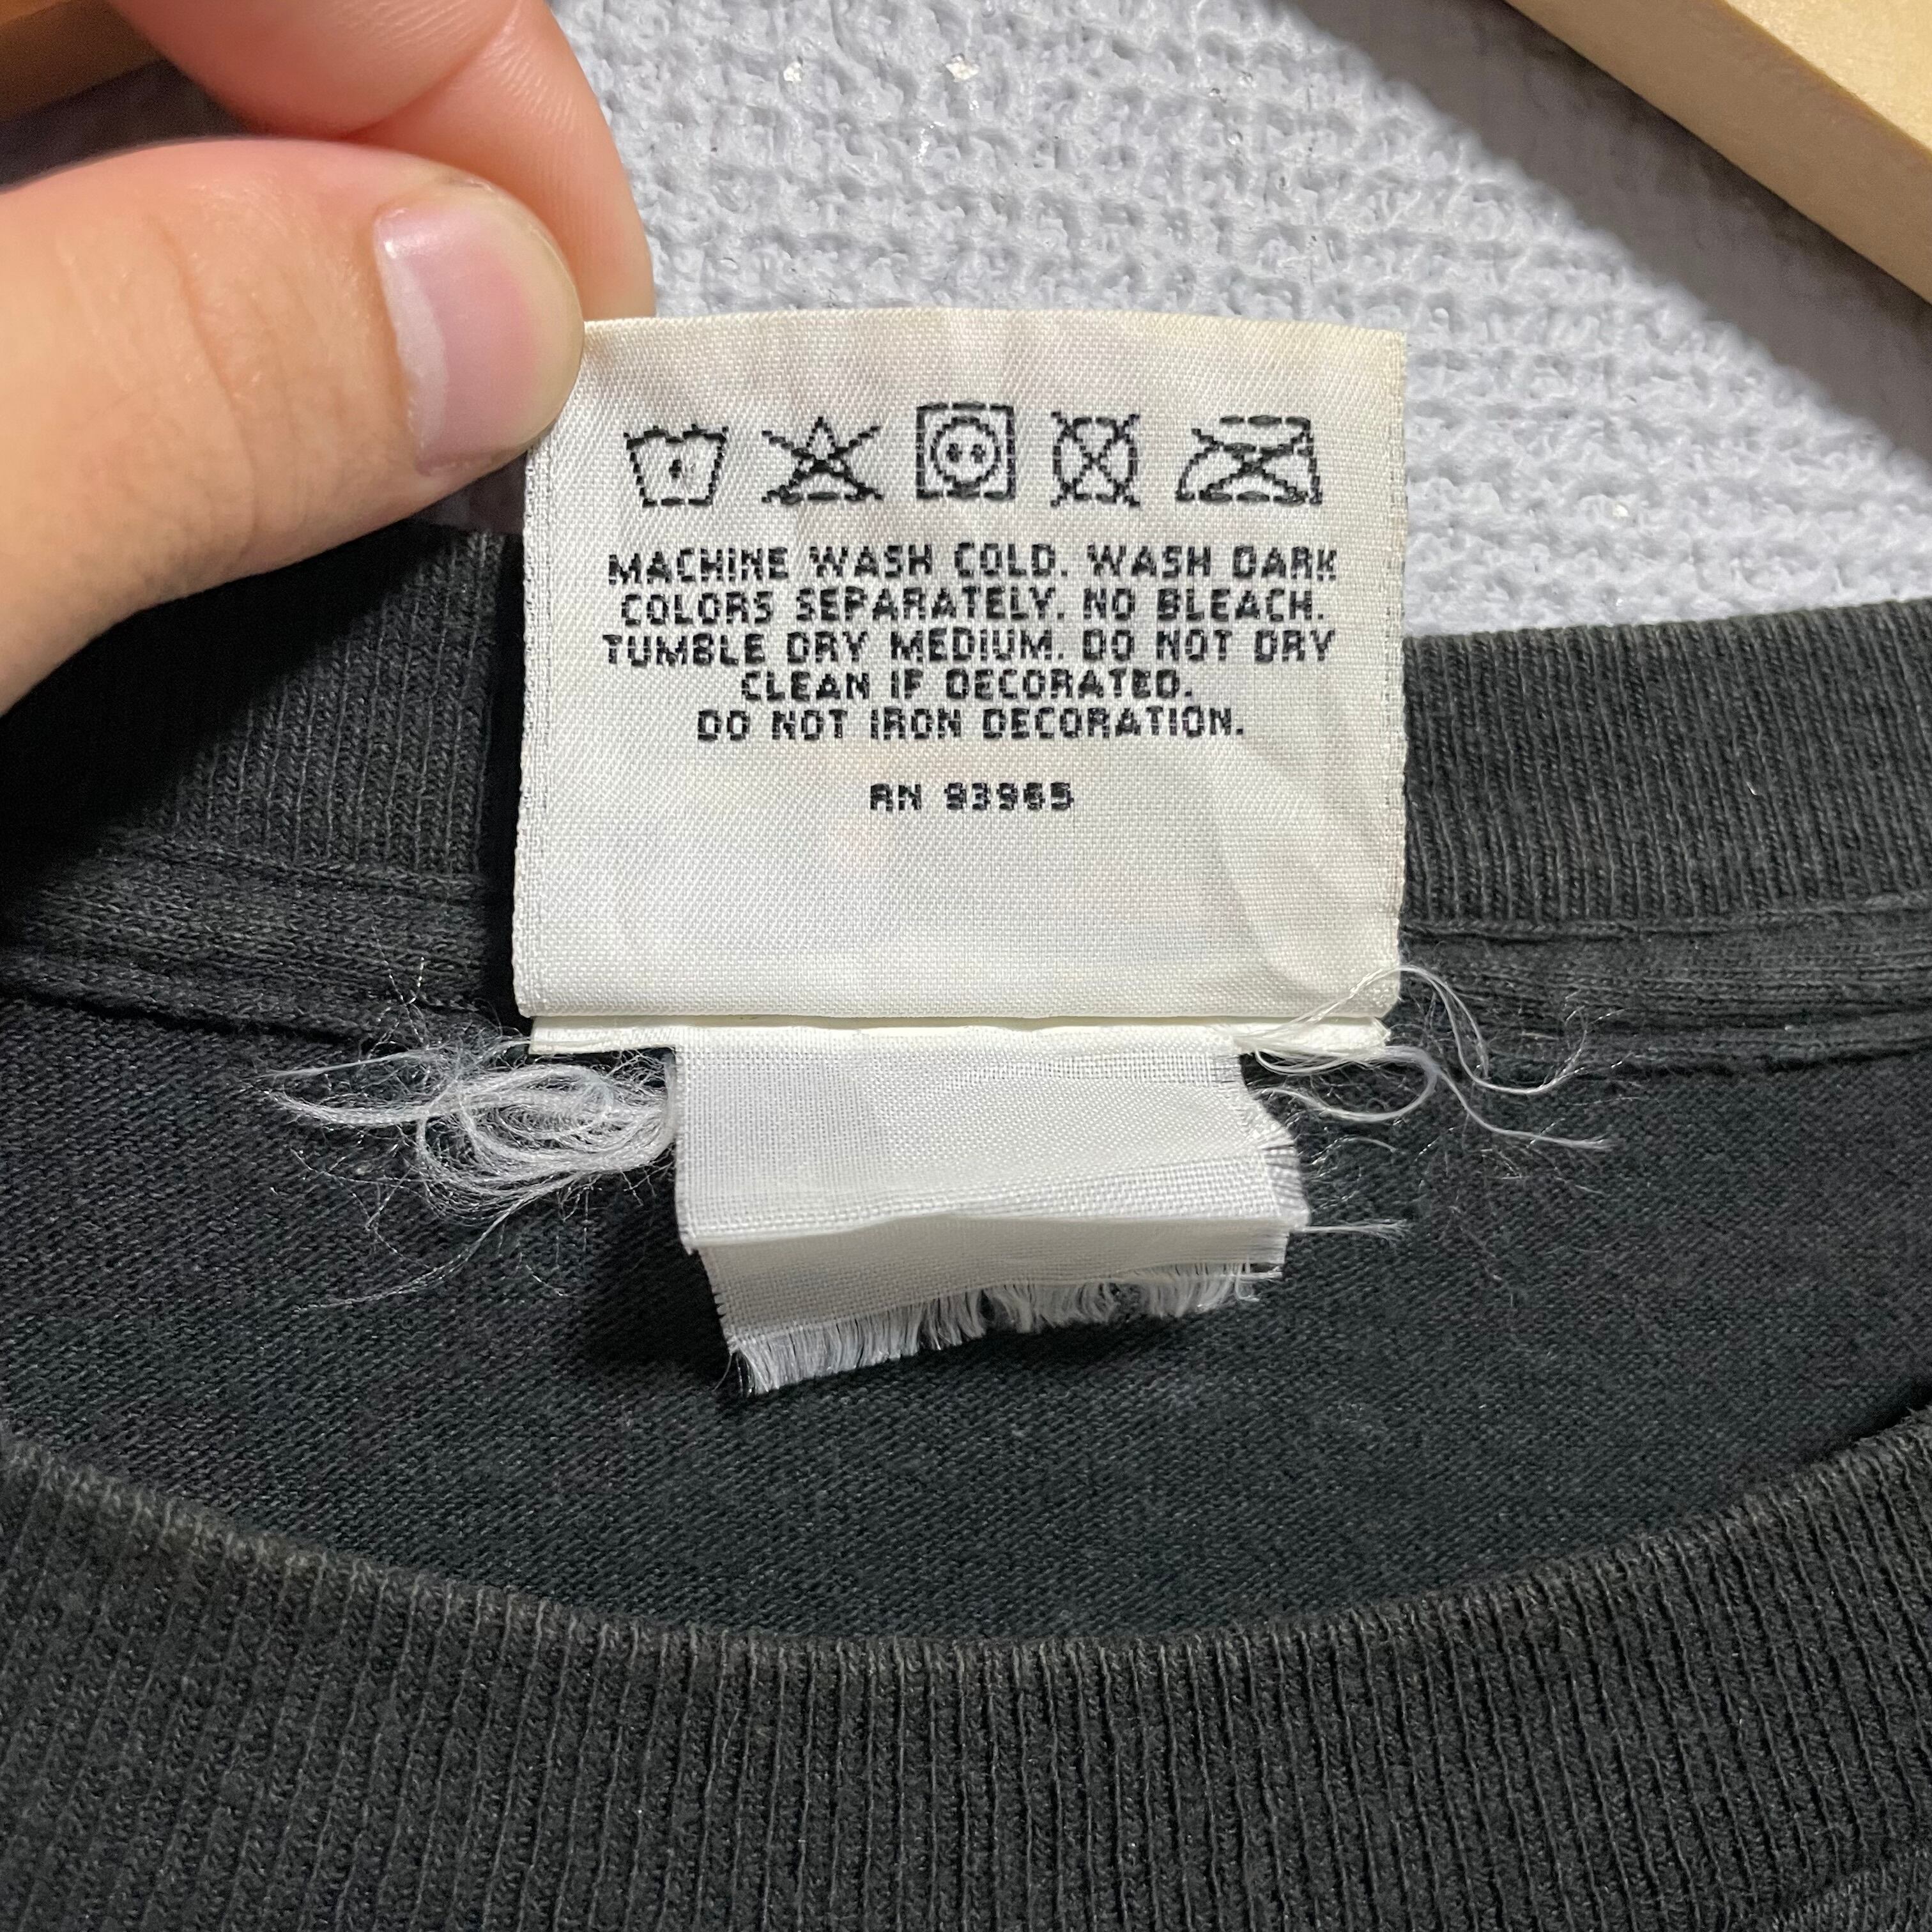 MACHINE WASH COLD. WASH DARK
COLORS SEPARATELY. NO BLEACH.
TUMBLE DRY MEDIUM. DO NOT DRY
CLEAN IF DECORATED.
DO NOT IRON DECORATION.
RN 93965